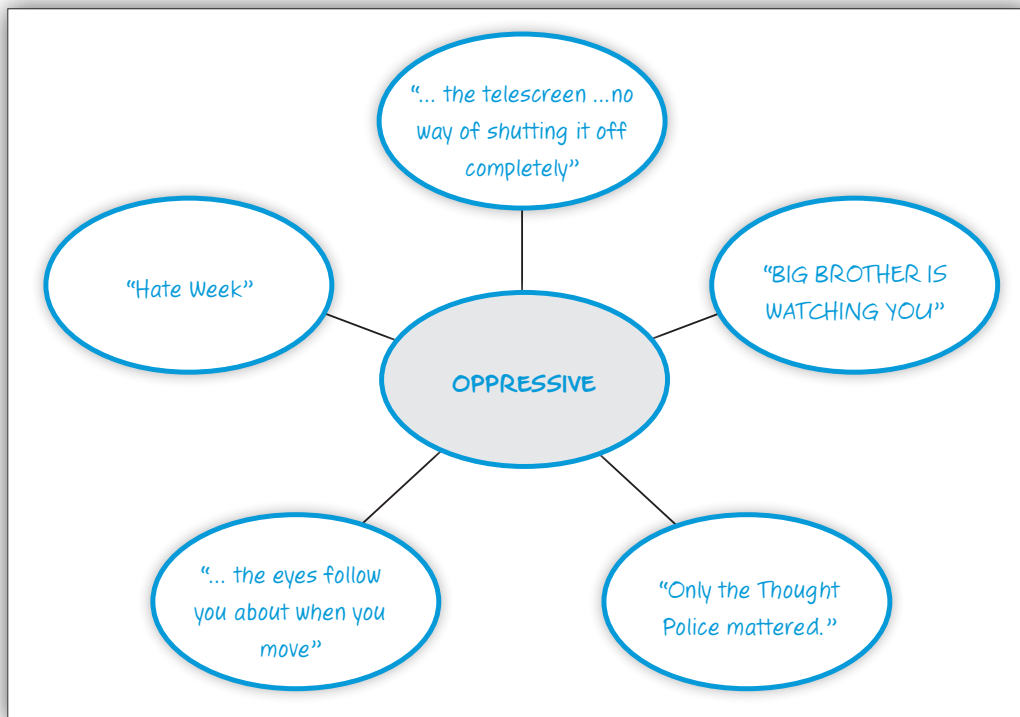 “... the telescreen ...no
way of shutting it off
completely”
“Hate Week”
“BIG BROTHER IS
WATCHING YOU”
OPPRESSIVE
“... the eyes follow
you about when you
move”
“Only the Thought
Police mattered.”